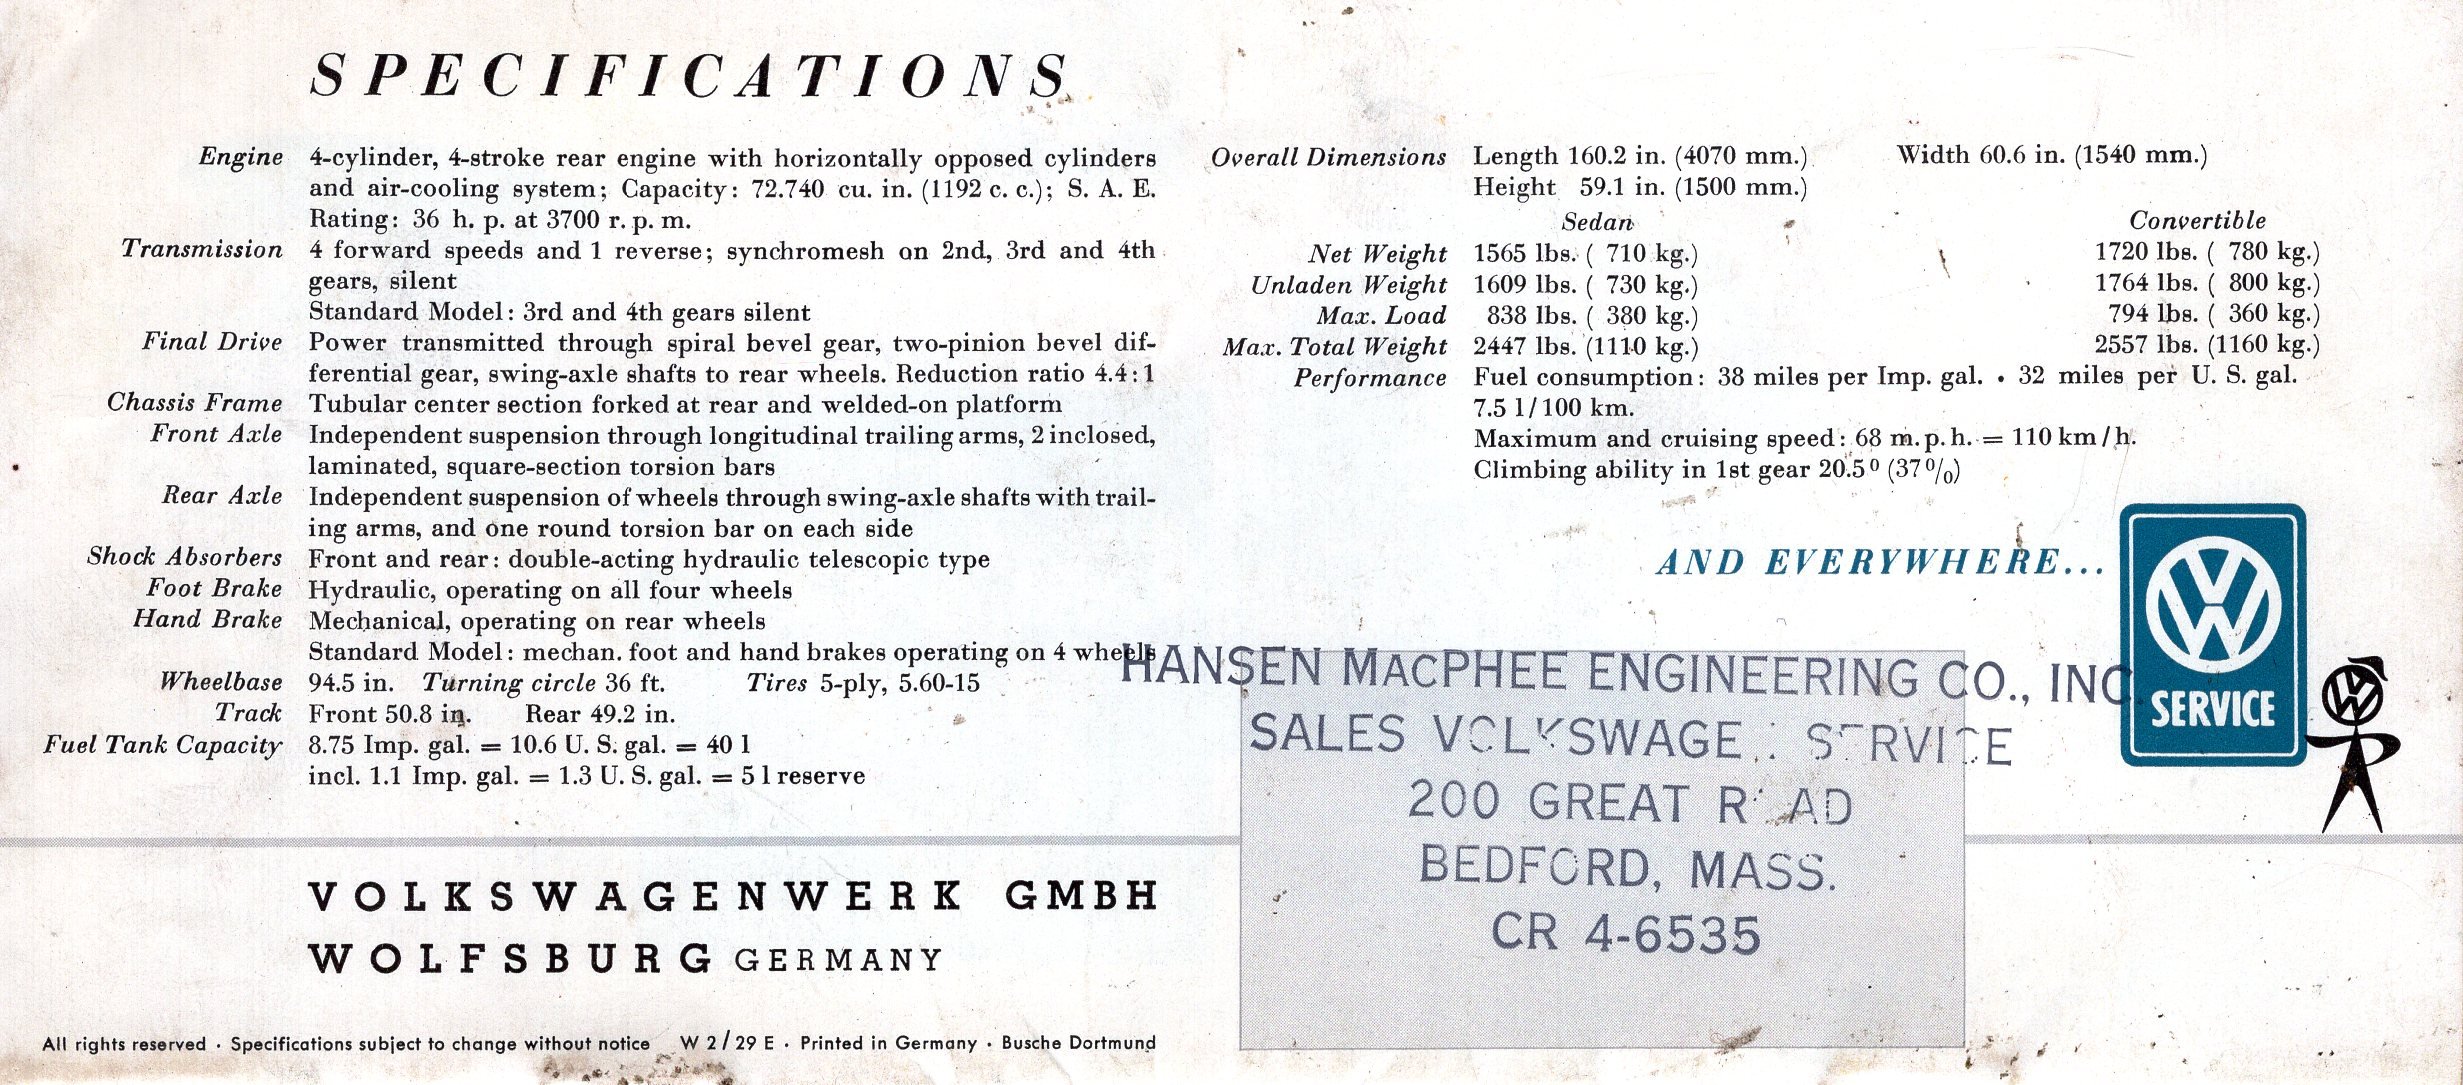 SPECIFICATIONS
Engine 4-cylinder, 4-stroke rear engine with horizontally opposed cylinders
and air-cooling system; Capacity: 72.740 cu. in. (1192 c. c.); S. A. E.
Rating: 36 h. p. at 3700 r. p. m.
Transmission 4 forward speeds and 1 reverse; synchromesh on 2nd, 3rd and 4th
gears, silent
Standard Model: 3rd and 4th gears silent
Final Drive Power transmitted through spiral bevel gear, two-pinion bevel dif-
ferential gear, swing-axle shafts to rear wheels. Reduction ratio 4.4:1
Chassis Frame Tubular center section forked at rear and welded-on platform
Front Axle Independent suspension through longitudinal trailing arms, 2 inclosed,
laminated, square-section torsion bars
Rear Axle Independent suspension of wheels through swing-axle shafts with trail-
ing arms, and one round torsion bar on each side
Shock Absorbers Front and rear: double-acting hydraulic telescopic type
Foot Brake Hydraulic, operating on all four wheels
Hand Brake Mechanical, operating on rear wheels
Standard Model: mechan. foot and hand brakes operating on 4 wheels
Wheelbase 94.5 in. Turning circle 36 ft. Tires 5-ply, 5.60-15
Track Front 50.8 in. Rear 49.2 in.
Fuel Tank Capacity 8.75 Imp. gal. = 10.6 U. S. gal. = 40 l
incl. 1.1 Imp. gal. = 1.3 U. S. gal. = 5 l reserve
VOLKSWAGENWERK GMBH
WOLFSBURG GERMANY
All rights reserved · Specifications subject to change without notice W 2/29 E · Printed in Germany · Busche Dortmund
Overall Dimensions Length 160.2 in. (4070 mm.) Width 60.6 in. (1540 mm.)
Height 59.1 in. (1500 mm.)
Sedan Convertible
Net Weight 1565 lbs. ( 710 kg.) 1720 lbs. ( 780 kg.)
Unladen Weight 1609 lbs. ( 730 kg.) 1764 lbs. ( 800 kg.)
Max. Load 838 lbs. ( 380 kg.) 794 lbs. ( 360 kg.)
Max. Total Weight 2447 lbs. (1110 kg.) 2557 lbs. (1160 kg.)
Performance Fuel consumption: 38 miles per Imp. gal. • 32 miles per U. S. gal.
7.5 l/100 km.
Maximum and cruising speed: 68 m. p. h. = 110 km/h.
Climbing ability in 1st gear 20.5⁰ (37⁰/₀)
AND EVERYWHERE...
VW
SERVICE
VW
HANSEN MACPHEE ENGINEERING CO., INC.
SALES VOLKSWAGEN SERVICE
200 GREAT ROAD
BEDFORD, MASS.
CR 4-6535